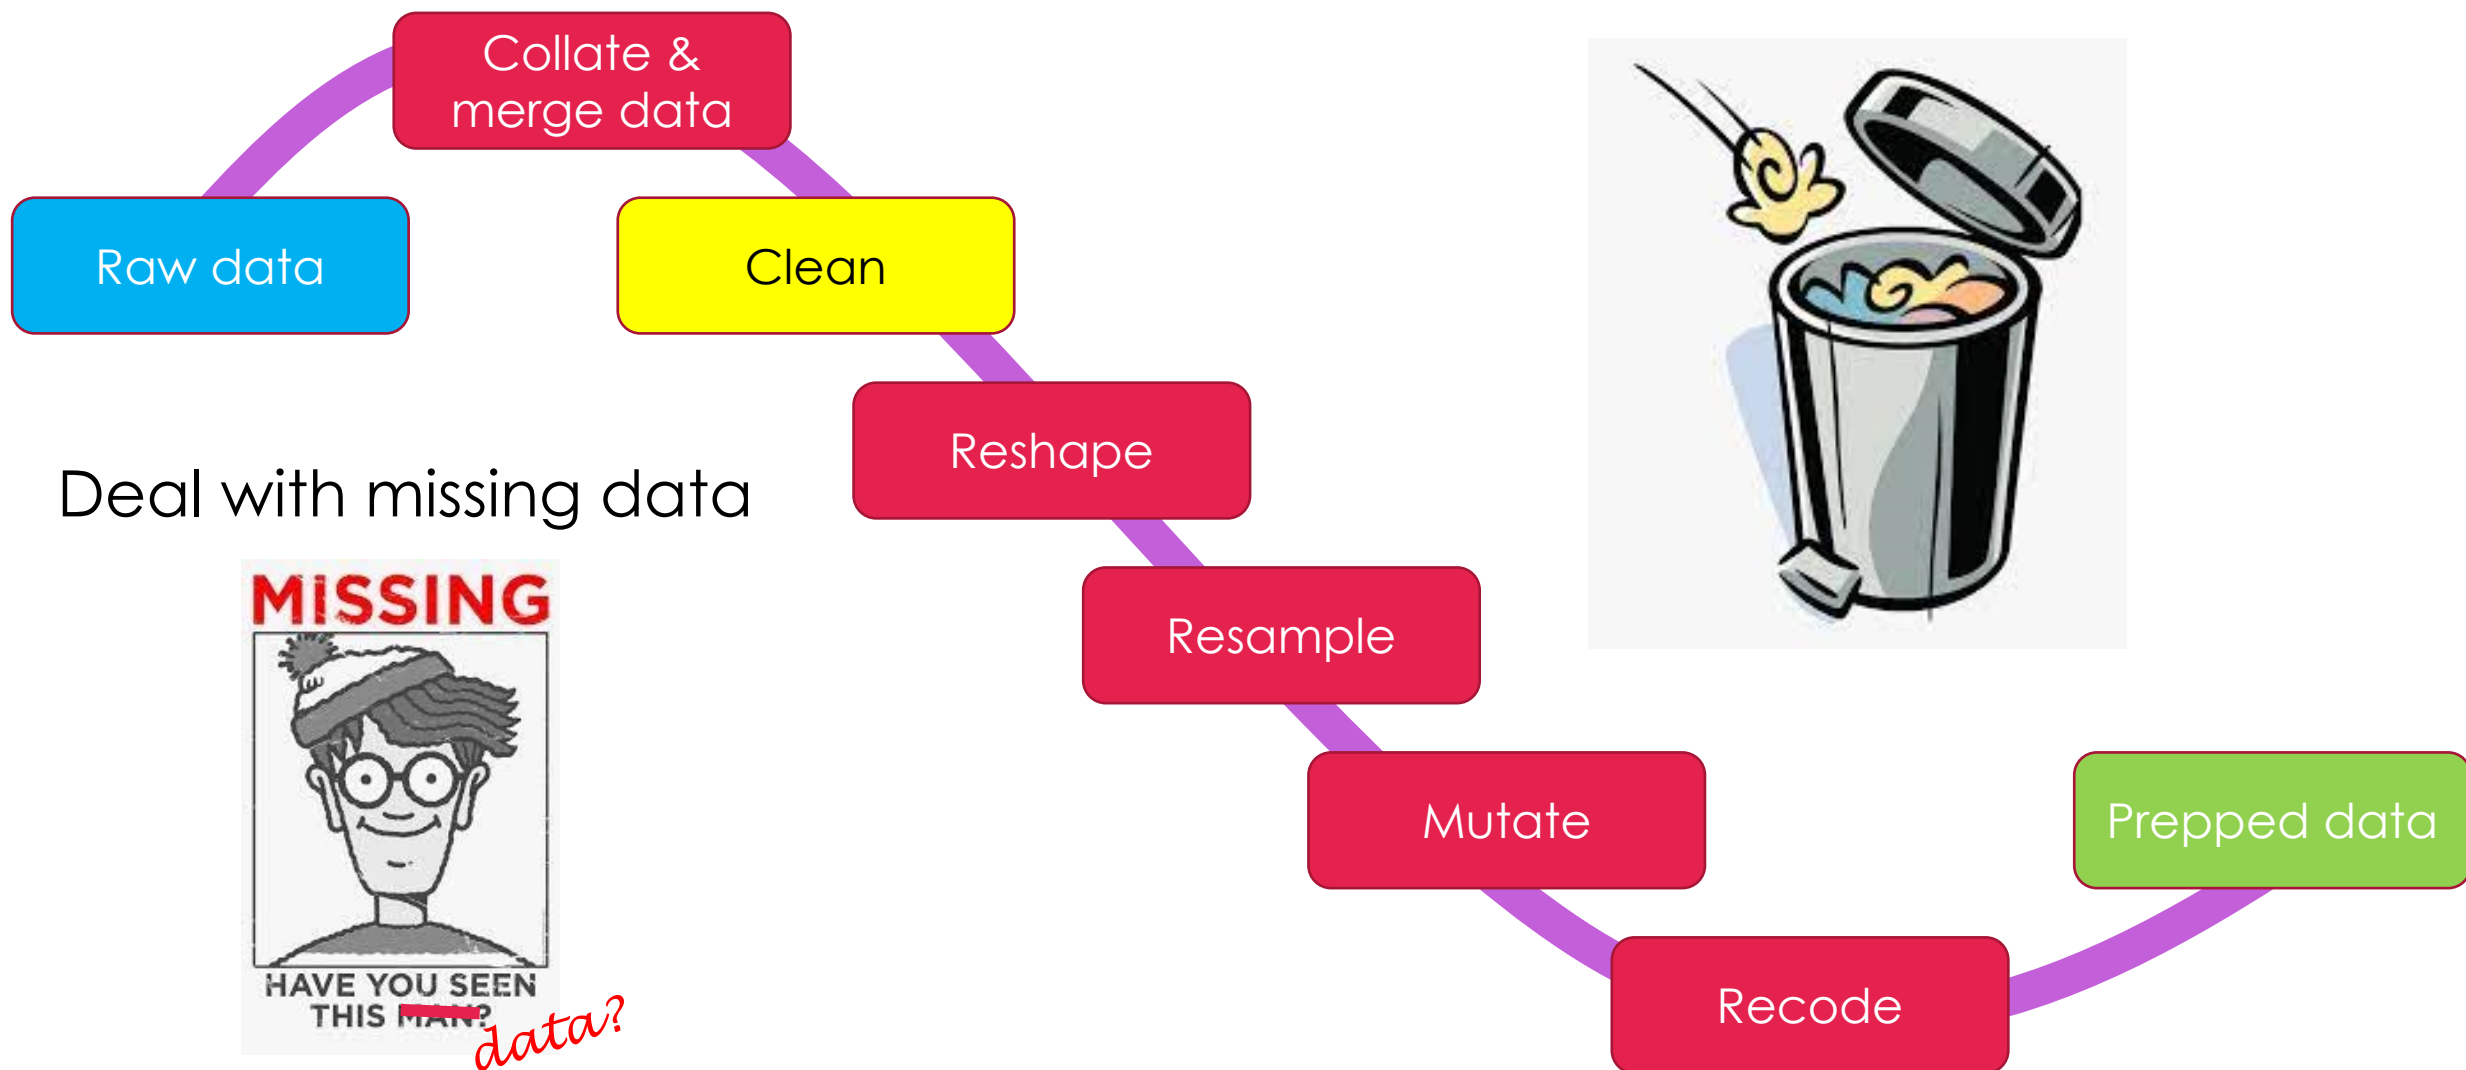 Collate &
merge data
Raw data
Clean
Reshape
Deal with missing data
MISSING
Resample
Mutate
Prepped data
HAVE YOU SEEN
THIS MAN?
data?
Recode